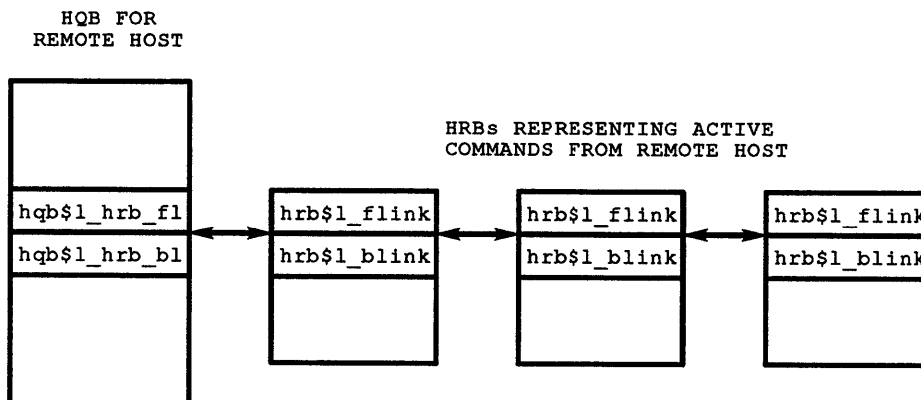 HQB FOR
REMOTE HOST
HRBs REPRESENTING ACTIVE
COMMANDS FROM REMOTE HOST
hqb$l_hrb_fl
hrb$l_flink
hrb$l_flink
hrb$l_flink
hqb$l_hrb_bl
hrb$l_blink
hrb$l_blink
hrb$l_blink